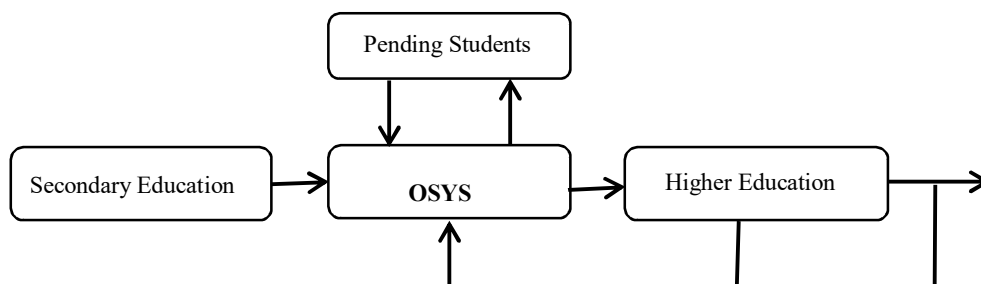 Pending Students
Secondary Education
OSYS
Higher Education